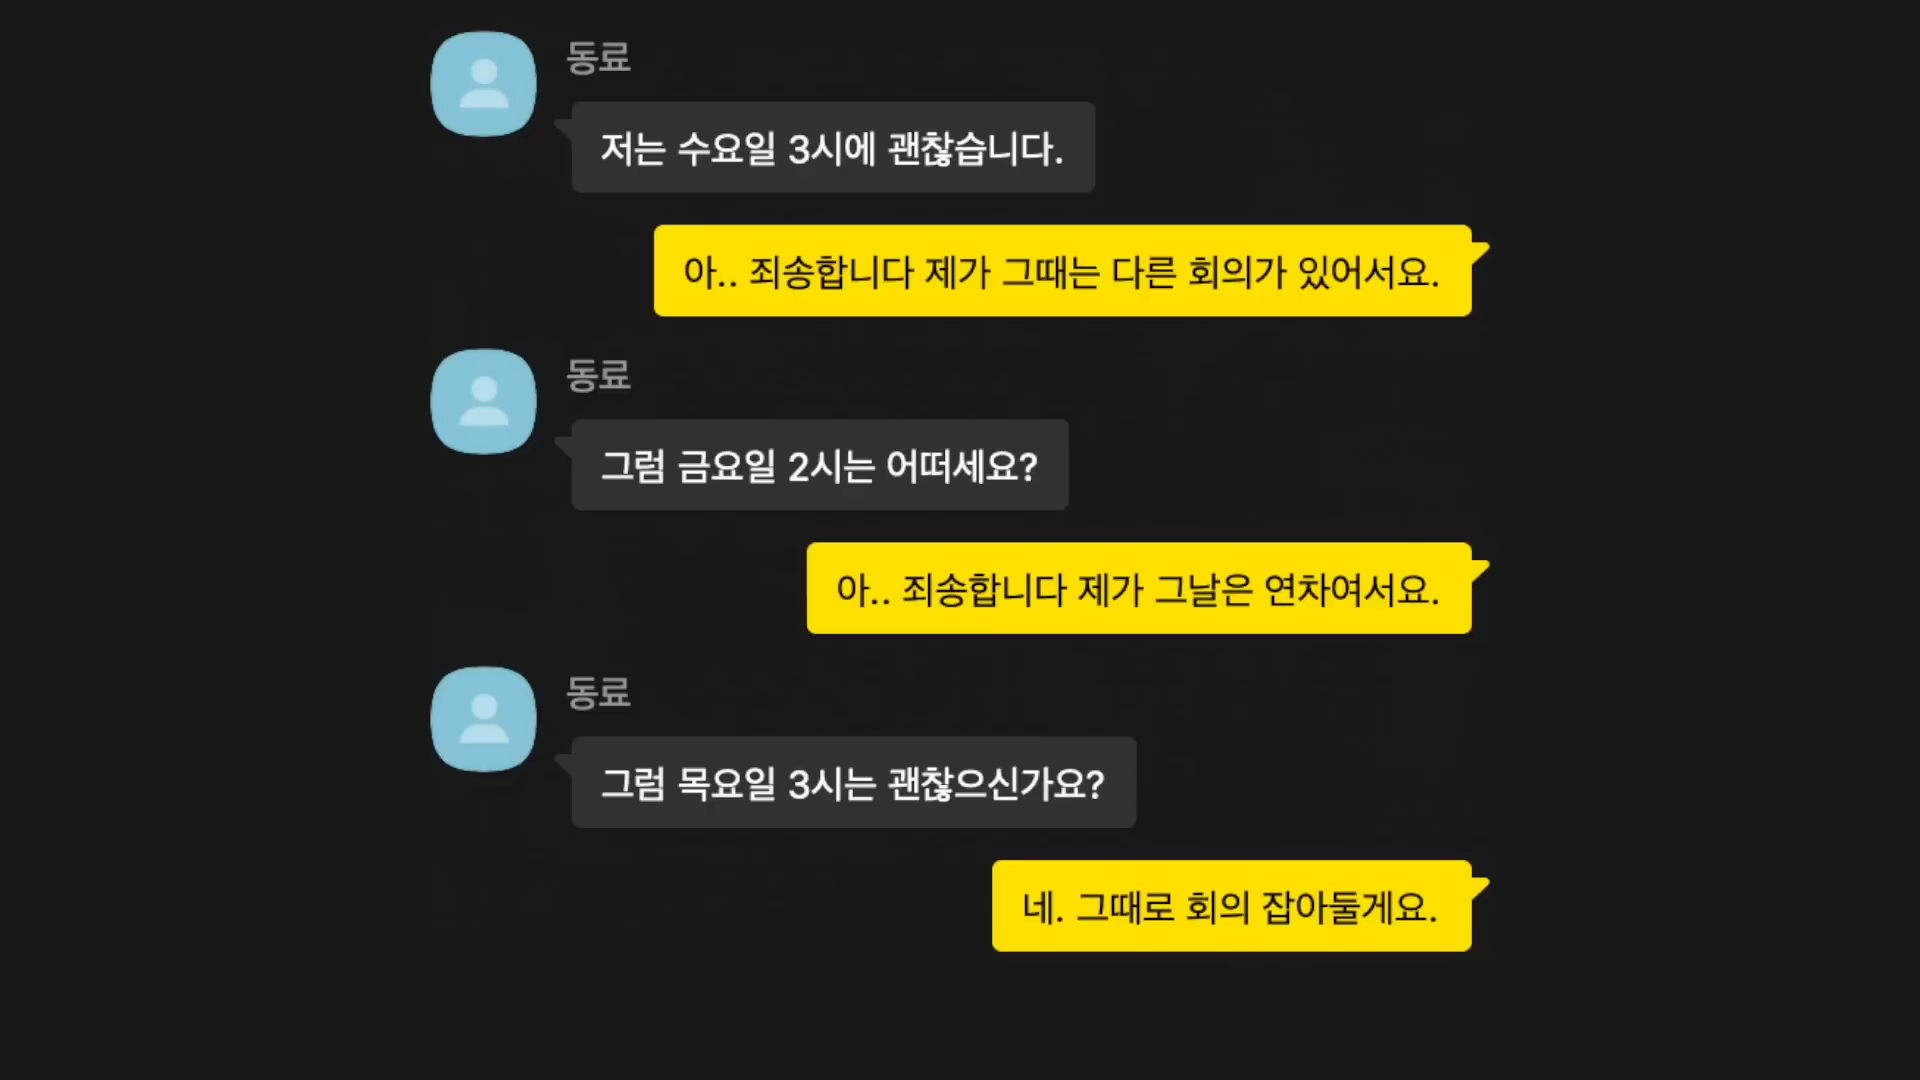 동료
저는 수요일 3시에 괜찮습니다.
아.. 죄송합니다 제가 그때는 다른 회의가 있어서요.
동료
그럼 금요일 2시는 어떠세요?
아.. 죄송합니다 제가 그날은 연차여서요.
동료
그럼 목요일 3시는 괜찮으신가요?
네. 그때로 회의 잡아둘게요.